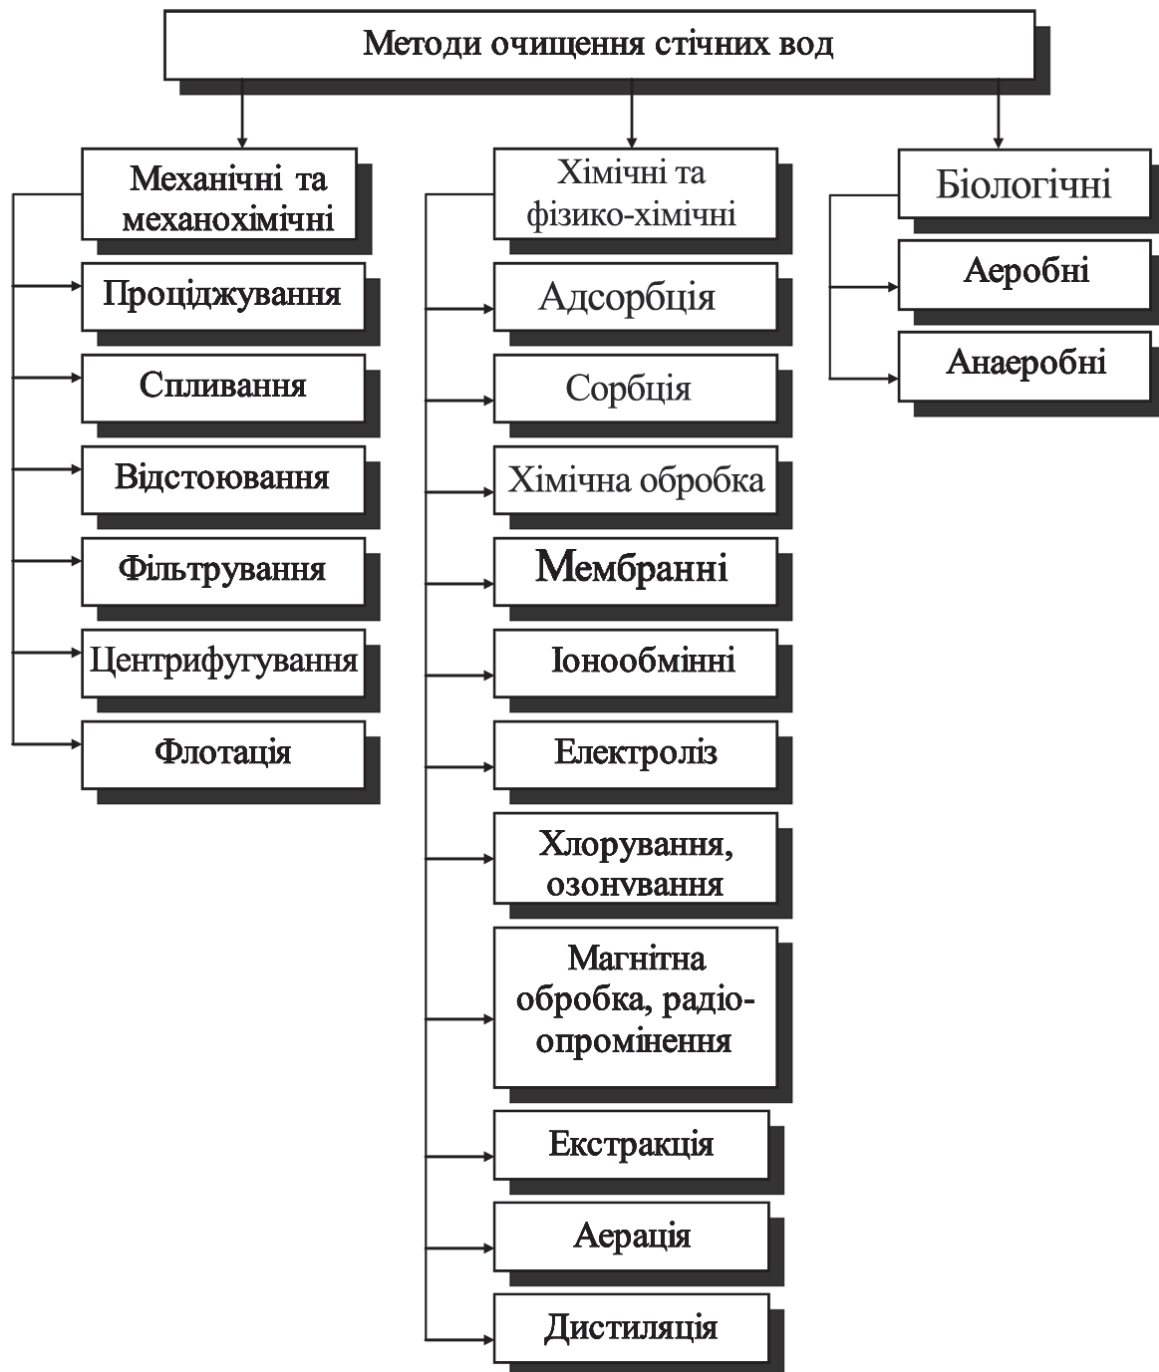 Методи очищення стічних вод
Механічні та
механохімічні
Проціджування
Спливання
Відстоювання
Фільтрування
Центрифугування
Флотація
Хімічні та
фізико-хімічні
Адсорбція
Сорбція
Хімічна обробка
Мембранні
Іонообмінні
Електроліз
Хлорування,
озонування
Магнітна
обробка, радіо-
опромінення
Екстракція
Аерація
Дистиляція
Біологічні
Аеробні
Анаеробні